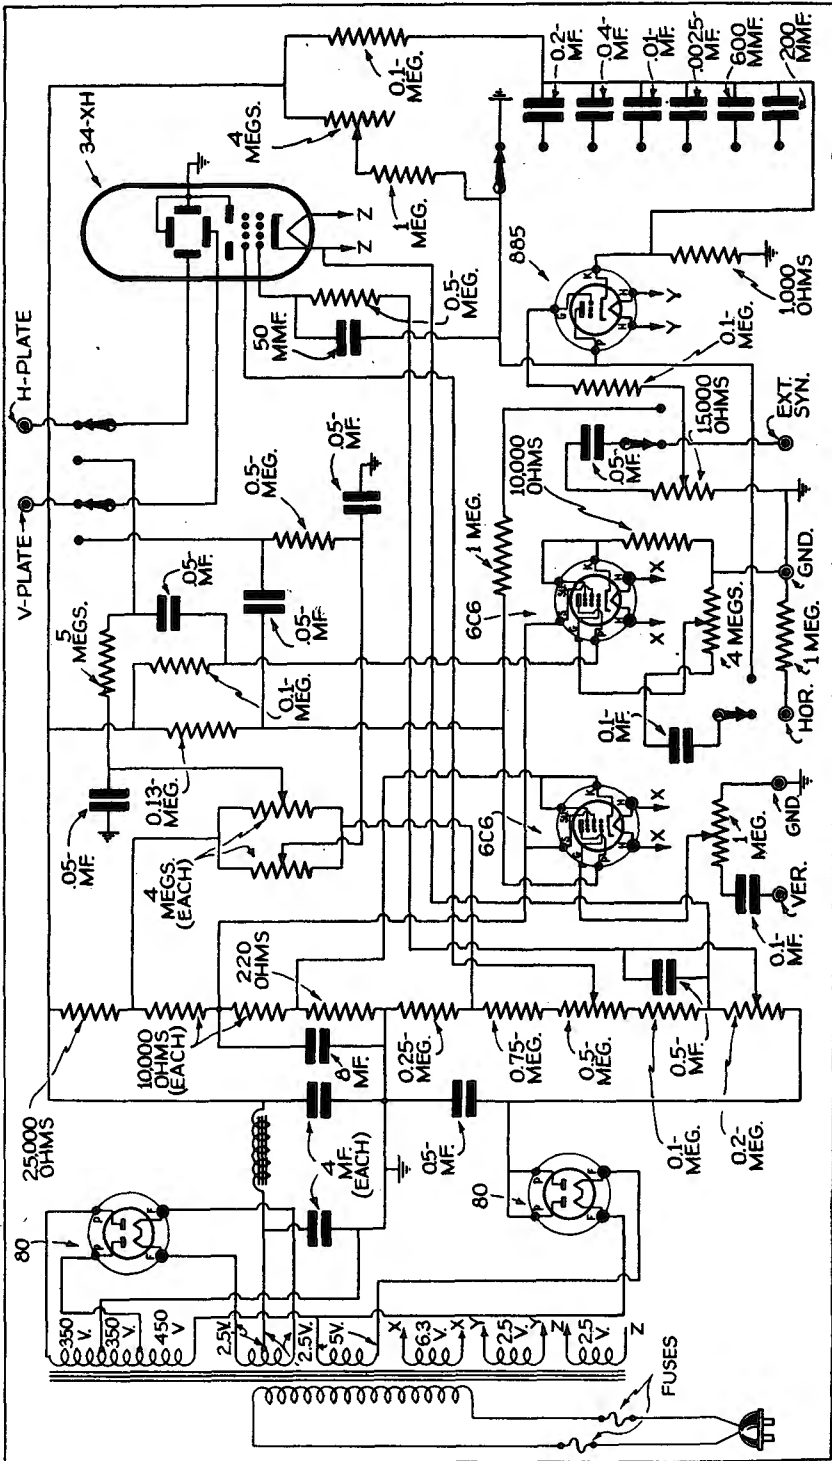 FUSES
350
V.
350
V.
450
V.
2.5V.
2.5V.
5V.
X
6.3
V.
X
Y
2.5
V.
Y
Z
2.5
V.
Z
80
P
P
F
F
80
P
P
F
F
25,000
OHMS
10,000
OHMS
(EACH)
220
OHMS
8
MF.
4
MF.
(EACH)
0.5-
MF.
0.25-
MEG.
0.75-
MEG.
0.5-
MEG.
0.1-
MEG.
0.5-
MF.
0.2-
MEG.
.05-
MF.
0.13-
MEG.
4
MEGS.
(EACH)
5
MEGS.
.05-
MF.
0.1-
MEG.
.05-
MF.
0.5-
MEG.
.05-
MF.
V-PLATE
H-PLATE
6C6
SU
S
G
P
K
H
H
X
X
0.1-
MF.
VER.
1
MEG.
GND.
6C6
SU
S
G
P
K
H
H
X
X
1 MEG.
0.1-
MF.
HOR.
1 MEG.
4 MEGS.
GND.
10,000
OHMS
.05-
MF.
EXT.
SYN.
15,000
OHMS
0.1-
MEG.
34-XH
Z
Z
50
MMF.
0.5-
MEG.
885
G
P
K
H
H
Y
Y
1,000
OHMS
4
MEGS.
1
MEG.
0.1-
MEG.
0.2-
MF.
.04-
MF.
.01-
MF.
.0025-
MF.
600
MMF.
200
MMF.